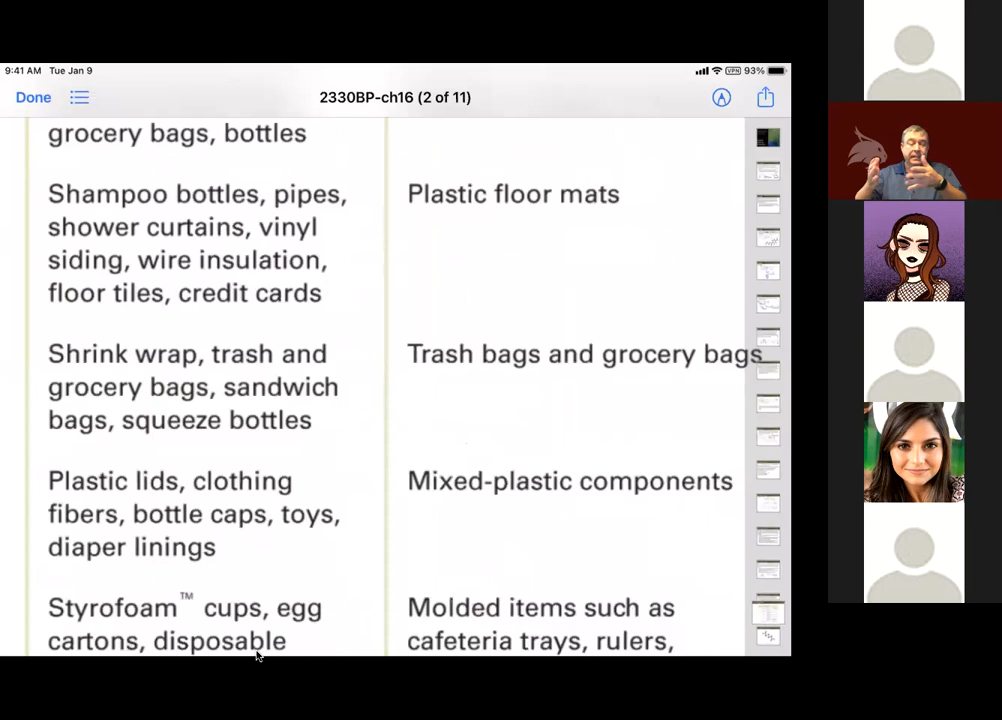 9:41 AM Tue Jan 9
VPN 93%
Done
2330BP-ch16 (2 of 11)
grocery bags, bottles
Shampoo bottles, pipes,
shower curtains, vinyl
siding, wire insulation,
floor tiles, credit cards
Plastic floor mats
Shrink wrap, trash and
grocery bags, sandwich
bags, squeeze bottles
Trash bags and grocery bags
Plastic lids, clothing
fibers, bottle caps, toys,
diaper linings
Mixed-plastic components
Styrofoam™ cups, egg
cartons, disposable
Molded items such as
cafeteria trays, rulers,